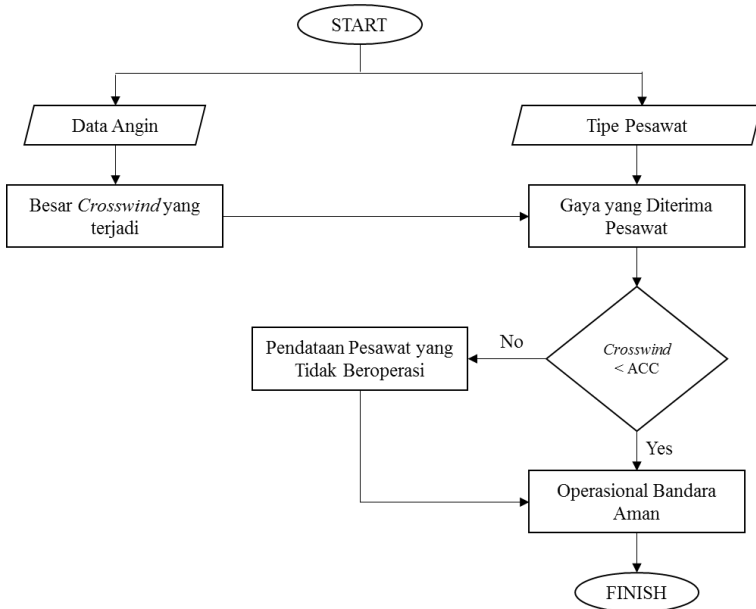 START
Data Angin
Tipe Pesawat
Besar Crosswind yang
terjadi
Gaya yang Diterima
Pesawat
Crosswind
< ACC
No
Pendataan Pesawat yang
Tidak Beroperasi
Yes
Operasional Bandara
Aman
FINISH